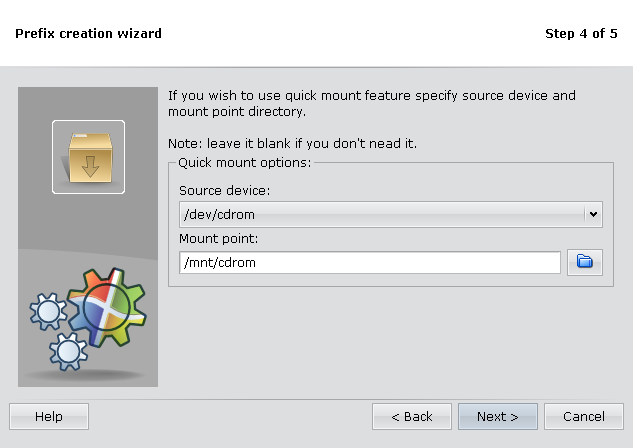 Prefix creation wizard
Step 4 of 5
If you wish to use quick mount feature specify source device and
mount point directory.
Note: leave it blank if you don't nead it.
Quick mount options:
Source device:
/dev/cdrom
Mount point:
/mnt/cdrom
Help
< Back
Next >
Cancel